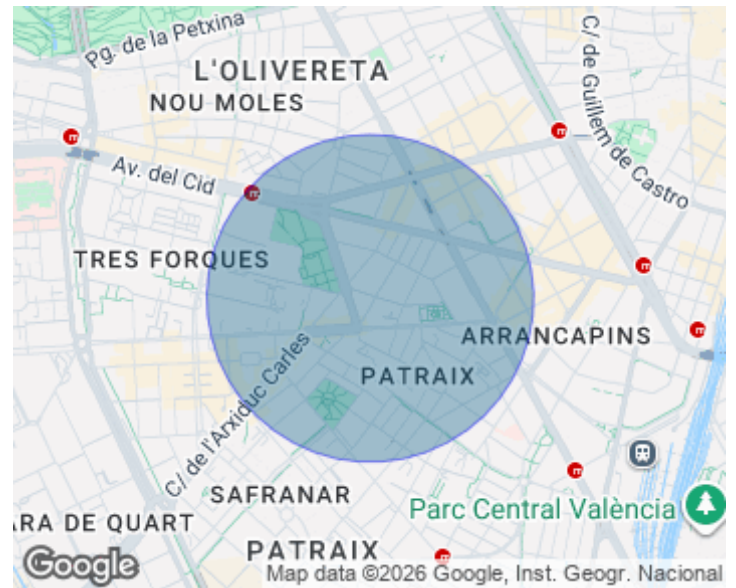 Pg. de la Petxina
L'OLIVERETA
NOU MOLES
C/ de Guillem de Castro
Av. del Cid
TRES FORQUES
ARRANCAPINS
C/ de l'Arxiduc Carles
PATRAIX
SAFRANAR
Parc Central València
ARA DE QUART
PATRAIX
Google
Map data ©2026 Google, Inst. Geogr. Nacional